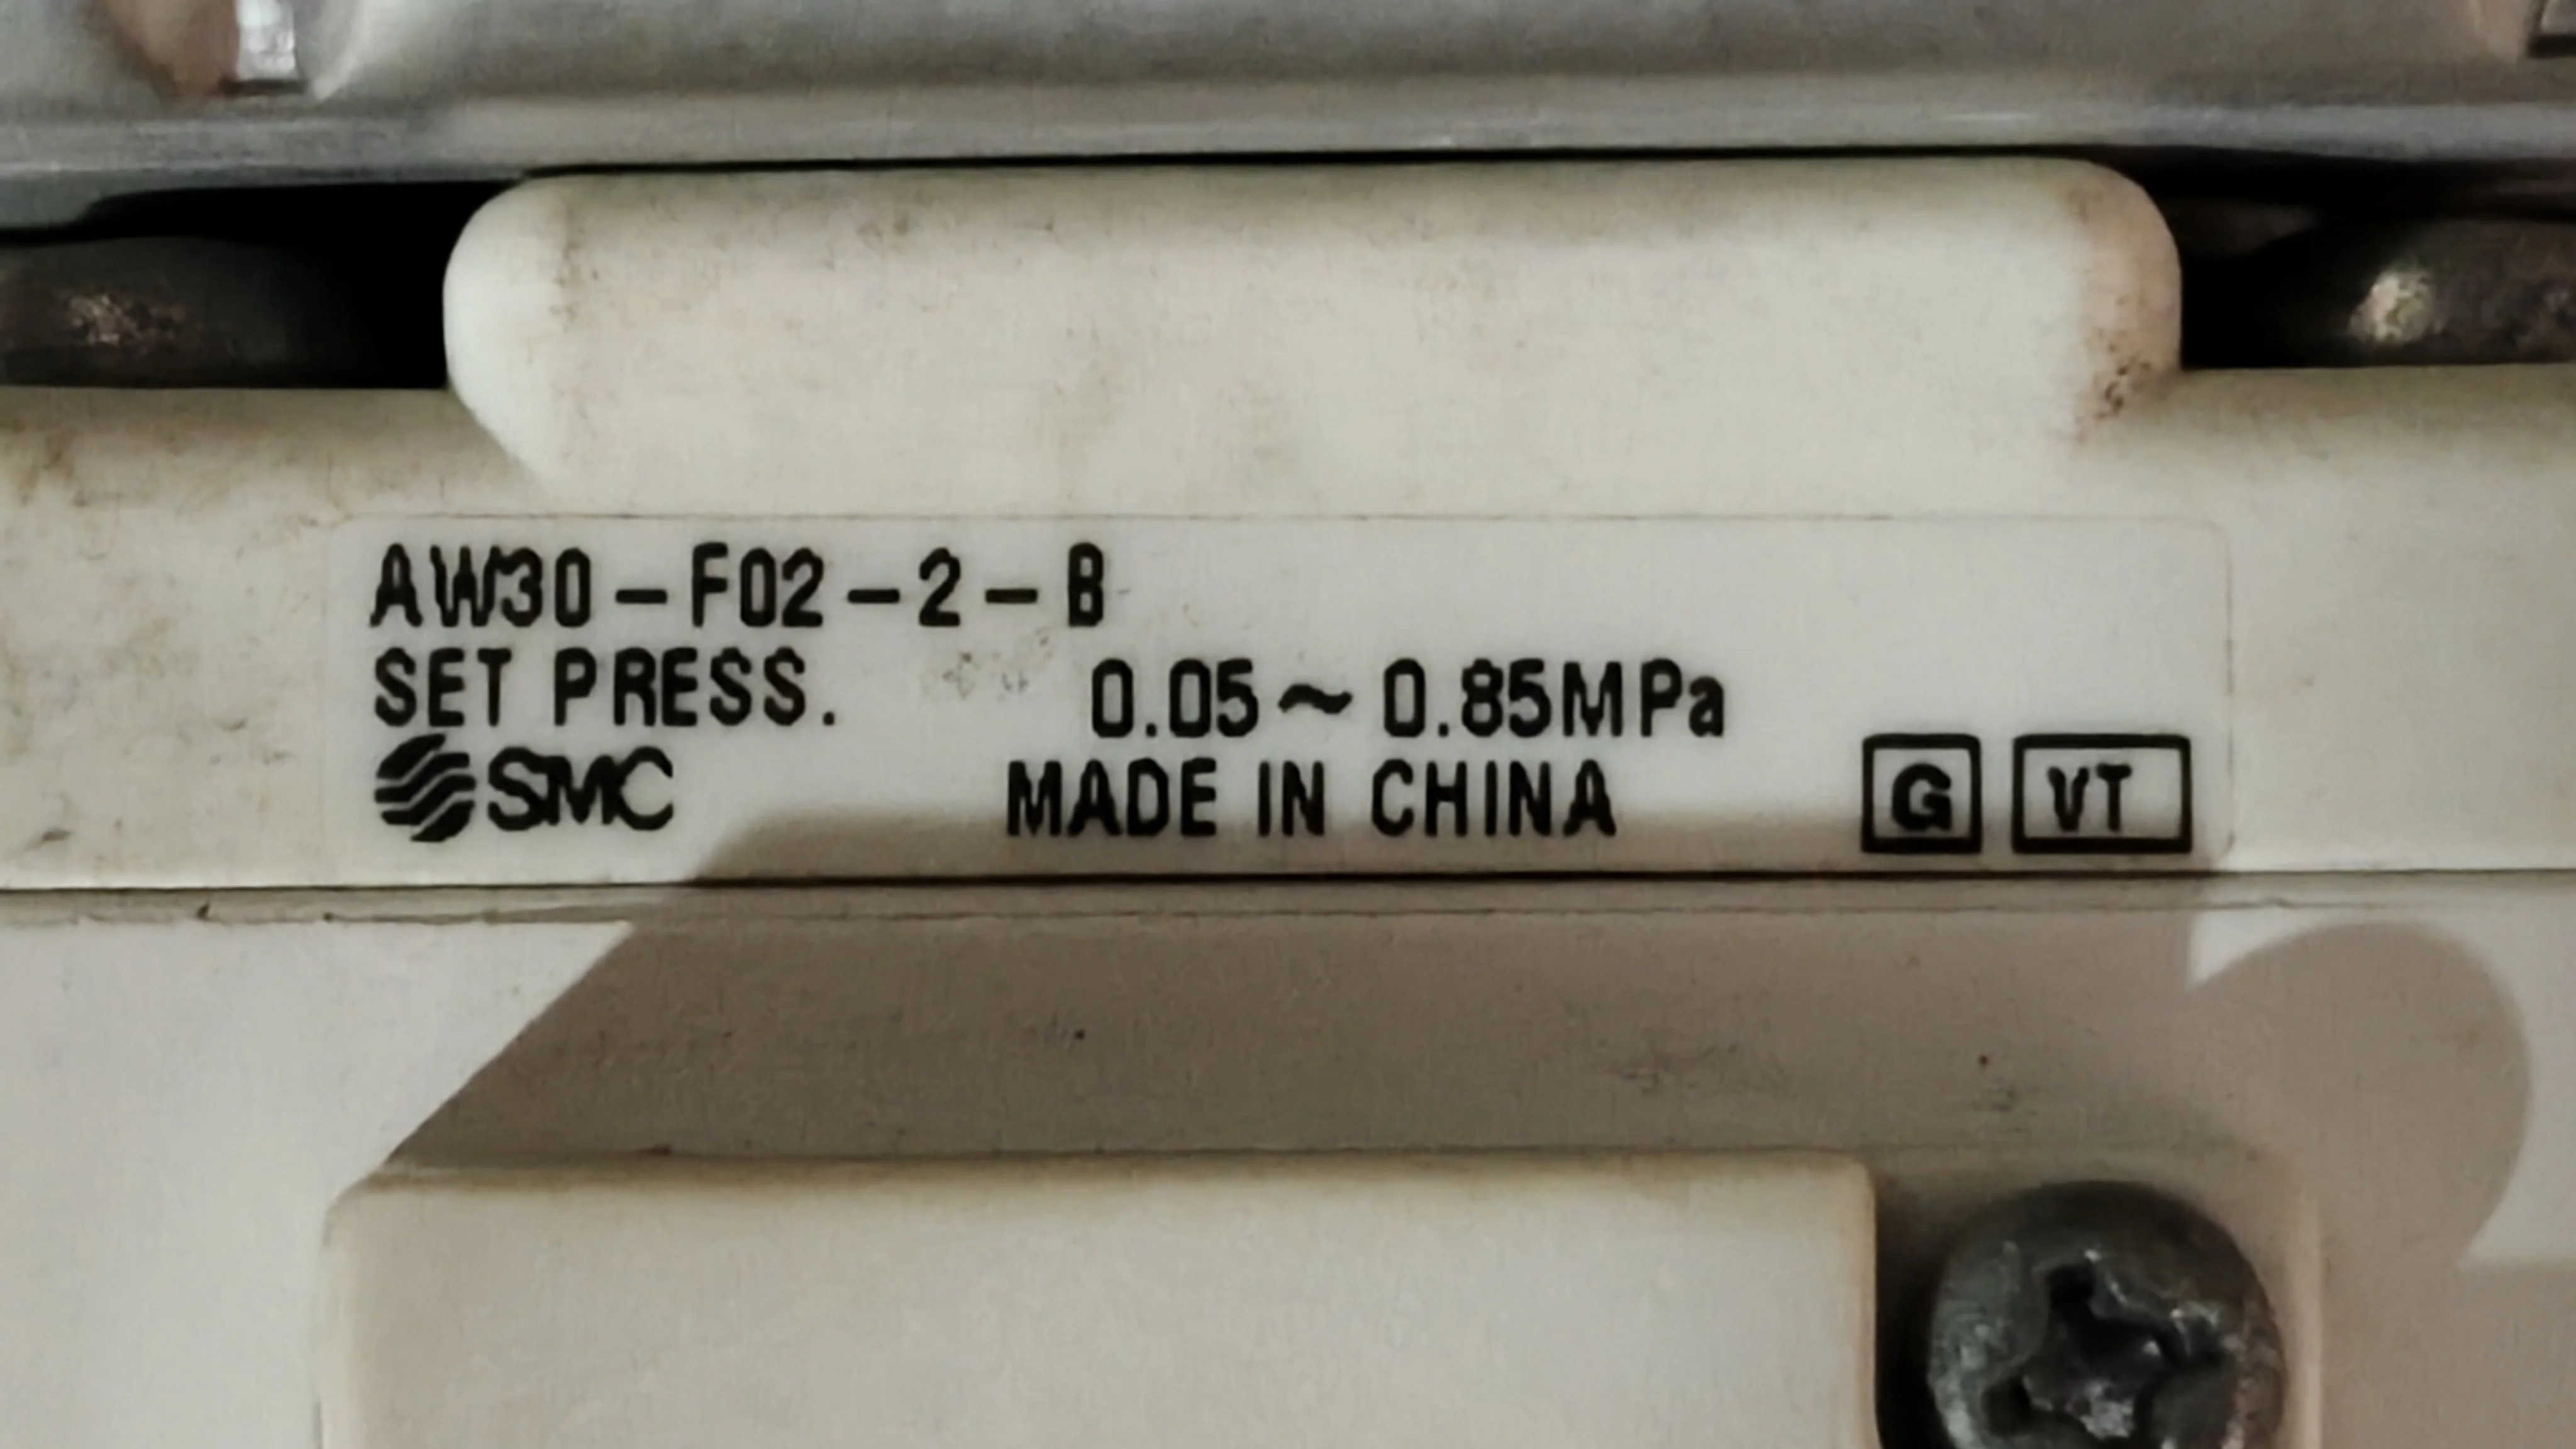 AW30-F02-2-B
SET PRESS. 0.05~0.85MPa
SMC MADE IN CHINA G VT